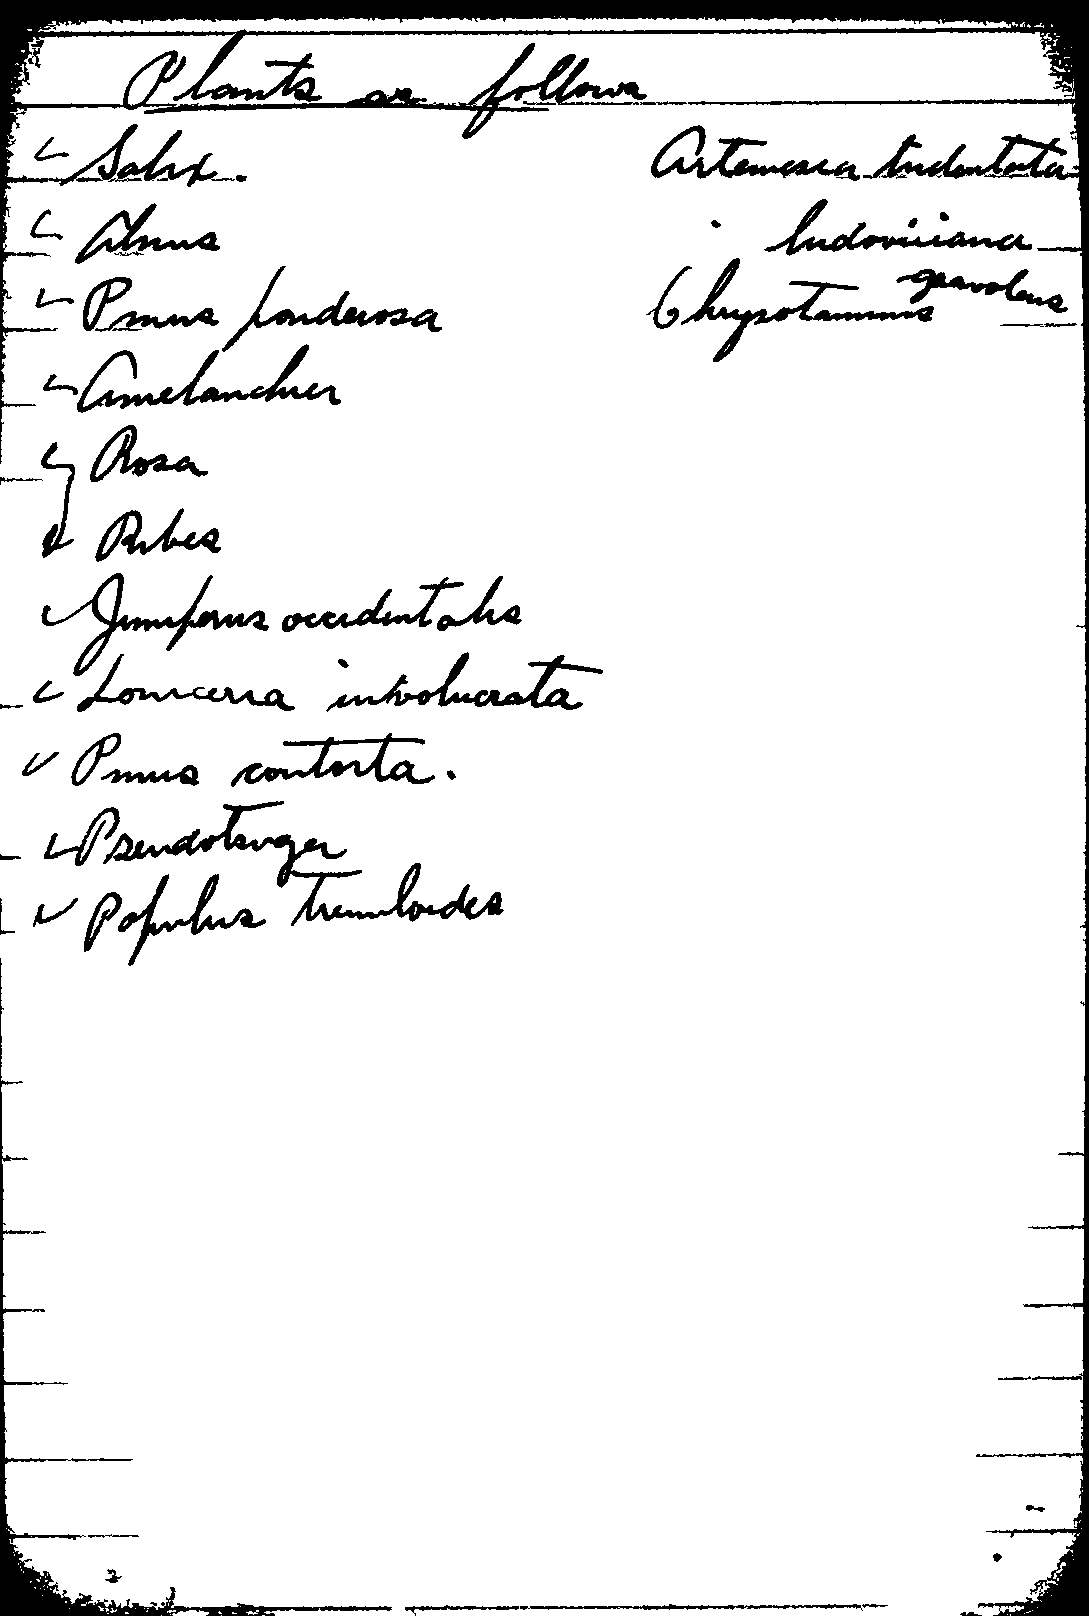 Plants as follows
Salix.
Alnus
Pinus ponderosa
Amelanchier
Rosa
Ribes
Juniperus occidentalis
Lonicerra involucrata
Pinus contorta.
Pseudotsuga
Populus tremuloides
Artemesia tridentata
" ludoviciana
Chrysotamnus graveolens